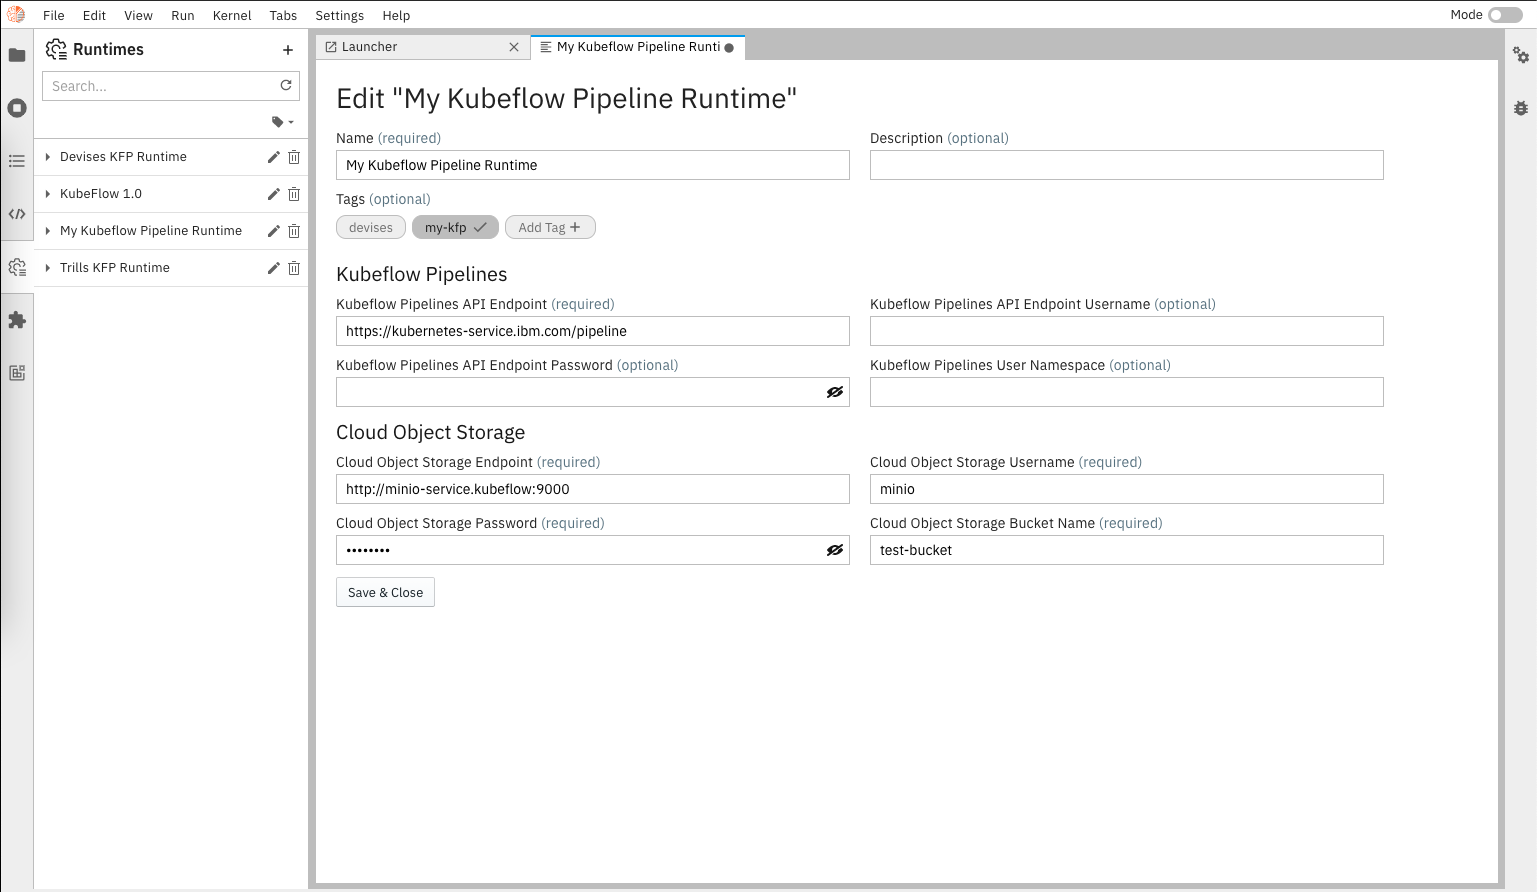 File Edit View Run Kernel Tabs Settings Help Mode
Runtimes
Search...
Devises KFP Runtime
KubeFlow 1.0
My Kubeflow Pipeline Runtime
Trills KFP Runtime
Launcher My Kubeflow Pipeline Runti
Edit "My Kubeflow Pipeline Runtime"
Name (required) Description (optional)
My Kubeflow Pipeline Runtime
Tags (optional)
devises my-kfp Add Tag
Kubeflow Pipelines
Kubeflow Pipelines API Endpoint (required) Kubeflow Pipelines API Endpoint Username (optional)
https://kubernetes-service.ibm.com/pipeline
Kubeflow Pipelines API Endpoint Password (optional) Kubeflow Pipelines User Namespace (optional)
Cloud Object Storage
Cloud Object Storage Endpoint (required) Cloud Object Storage Username (required)
http://minio-service.kubeflow:9000 minio
Cloud Object Storage Password (required) Cloud Object Storage Bucket Name (required)
•••••••• test-bucket
Save & Close